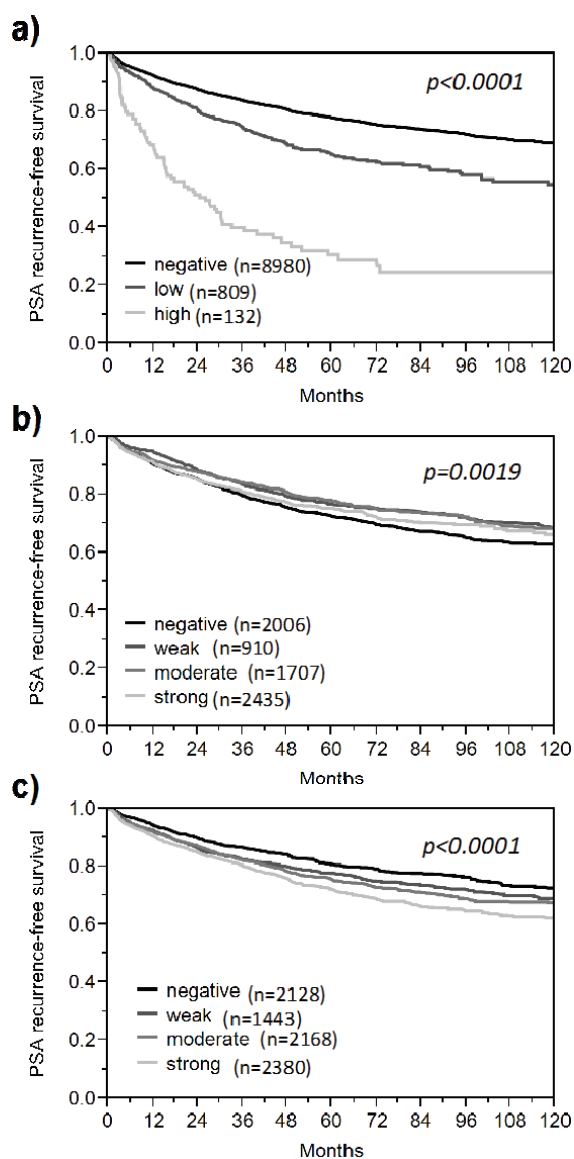 a)
PSA recurrence-free survival
1.0
0.8
0.6
0.4
0.2
0.0
p<0.0001
negative (n=8980)
low (n=809)
high (n=132)
0 12 24 36 48 60 72 84 96 108 120
Months
b)
PSA recurrence-free survival
1.0
0.8
0.6
0.4
0.2
0.0
p=0.0019
negative (n=2006)
weak (n=910)
moderate (n=1707)
strong (n=2435)
0 12 24 36 48 60 72 84 96 108 120
Months
c)
PSA recurrence-free survival
1.0
0.8
0.6
0.4
0.2
0.0
p<0.0001
negative (n=2128)
weak (n=1443)
moderate (n=2168)
strong (n=2380)
0 12 24 36 48 60 72 84 96 108 120
Months